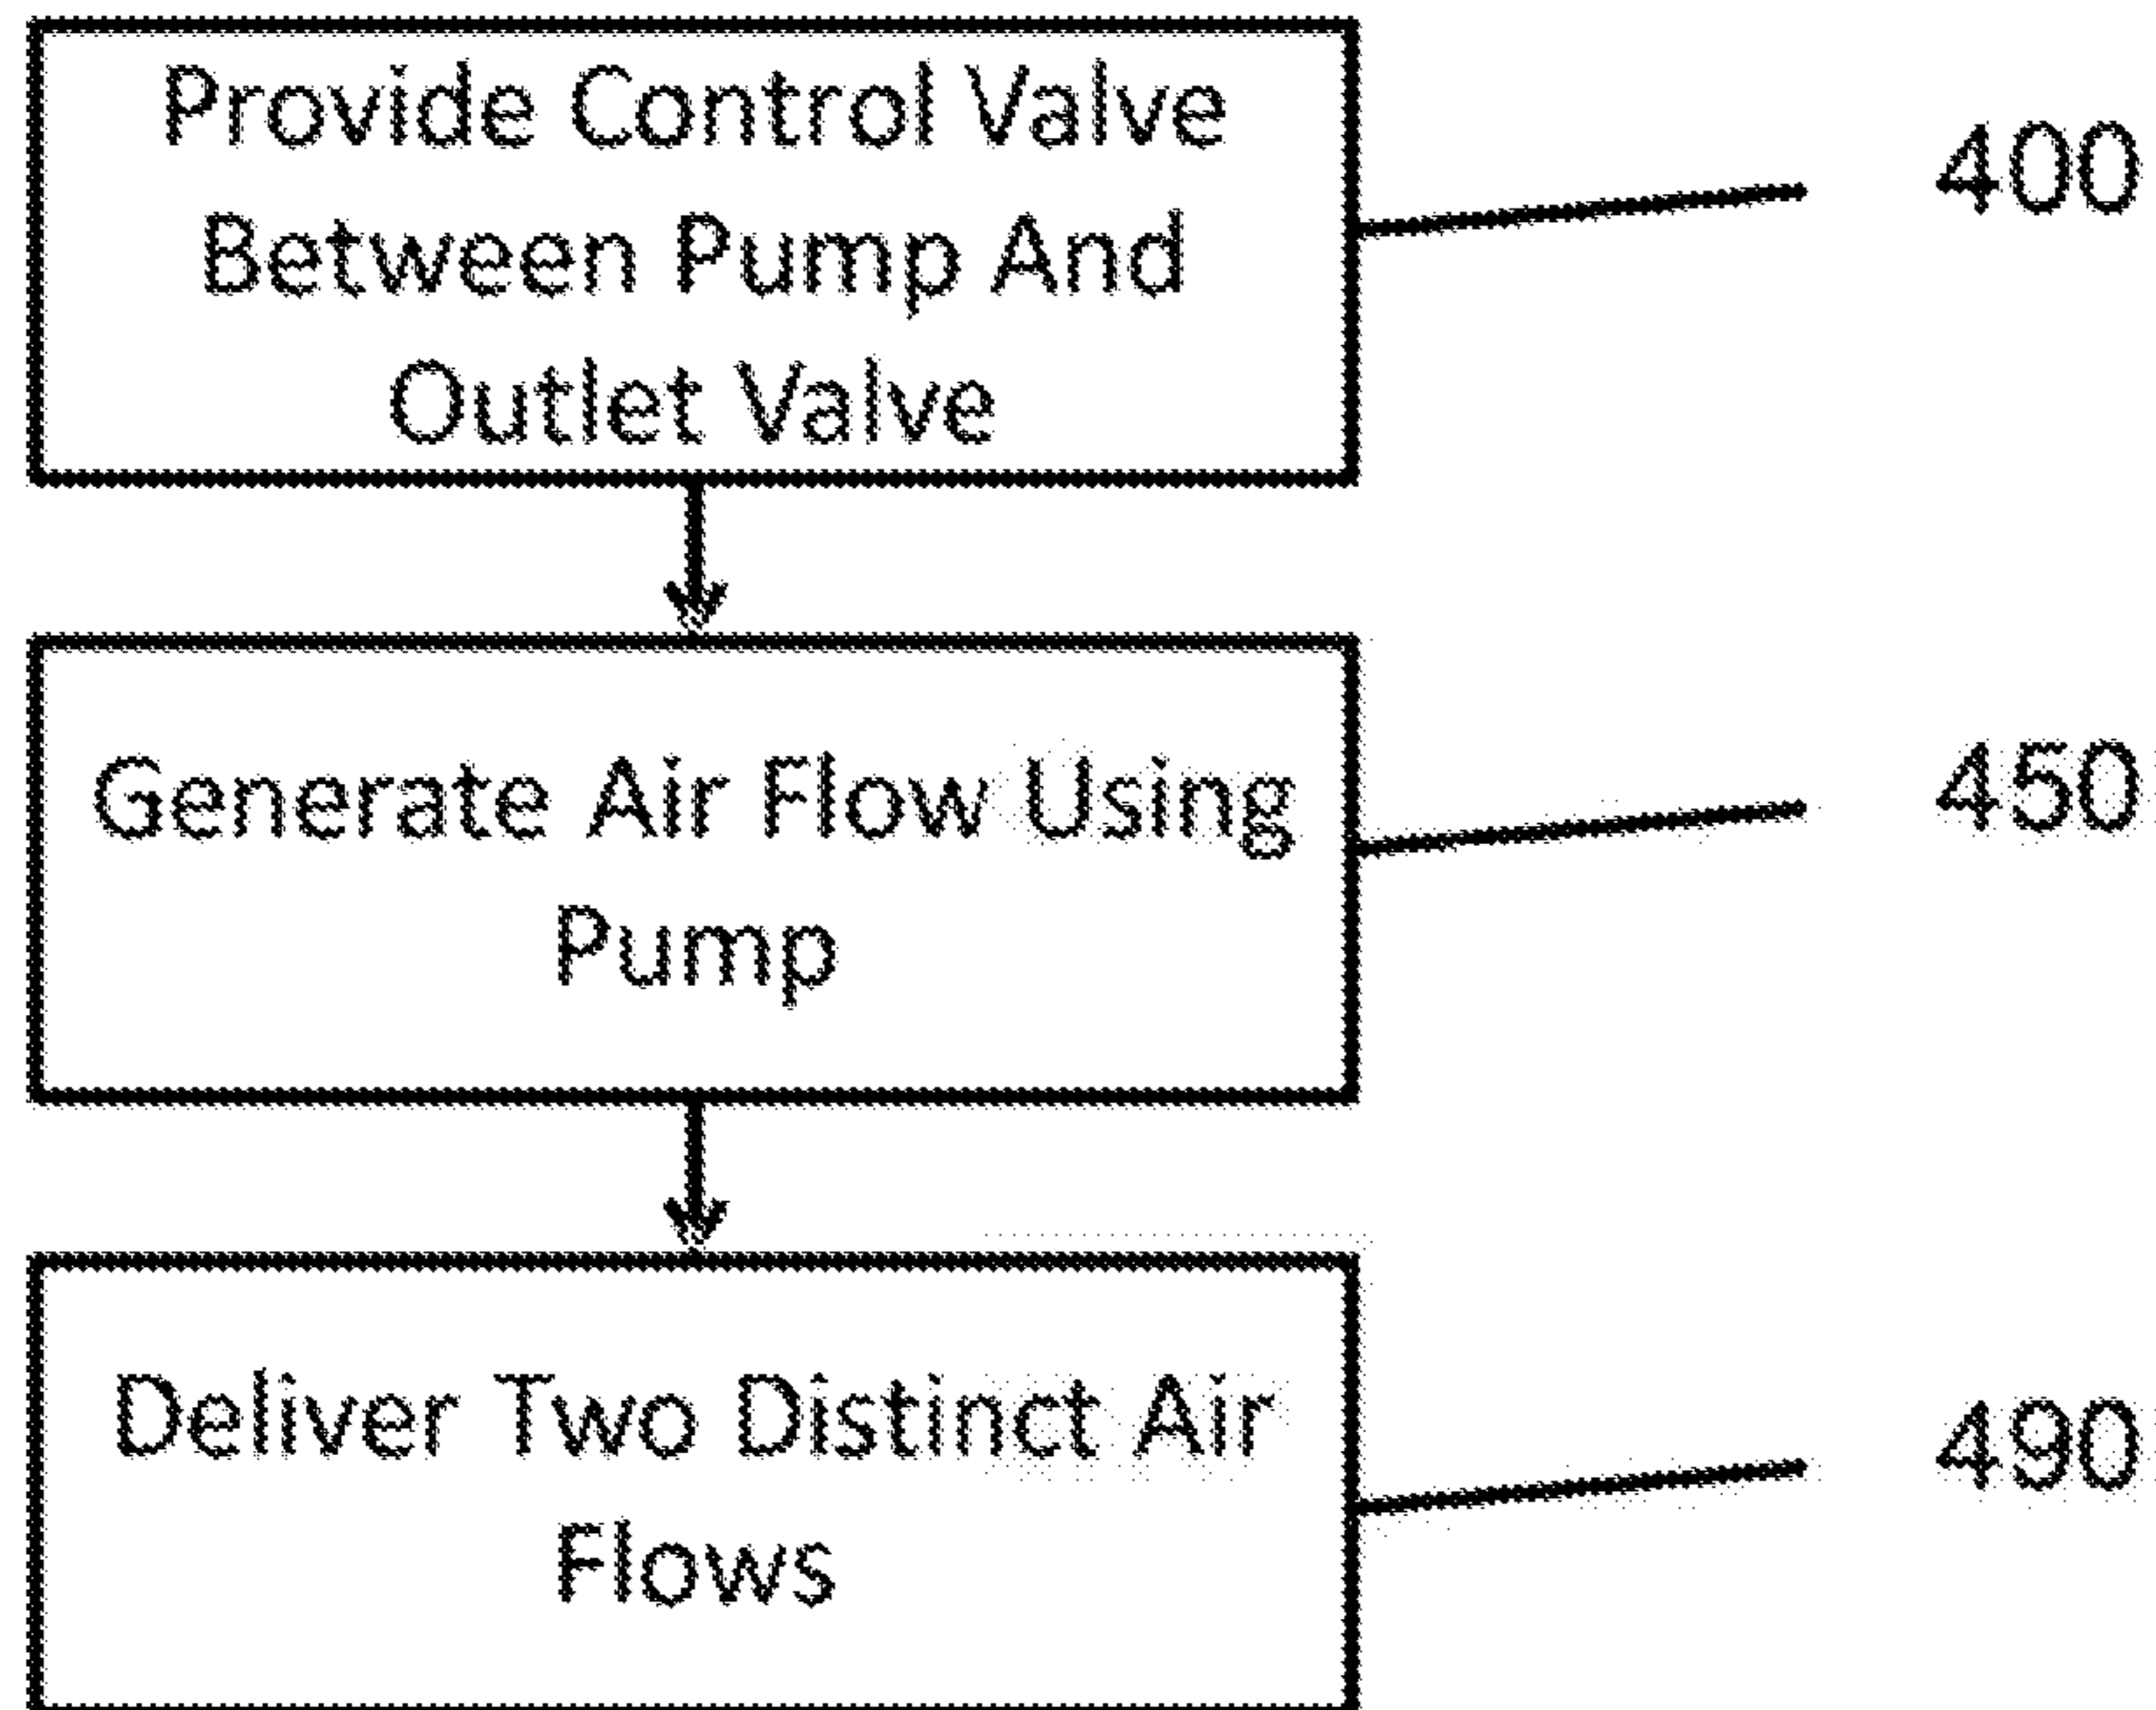 Provide Control Valve
Between Pump And
Outlet Valve
400
Generate Air Flow Using
Pump
450
Deliver Two Distinct Air
Flows
490